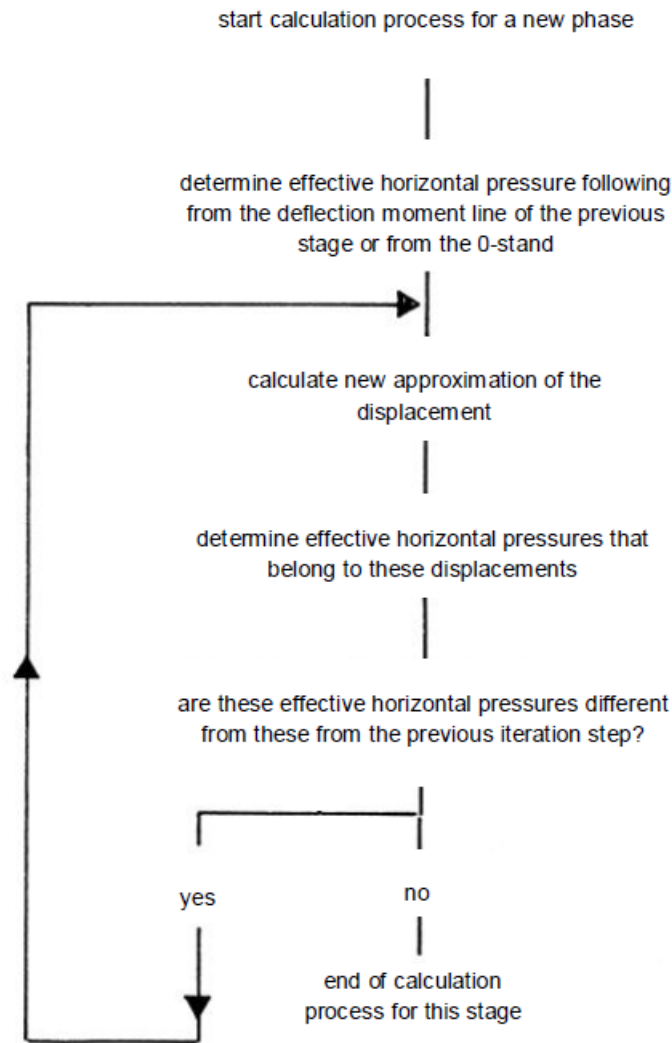 start calculation process for a new phase
determine effective horizontal pressure following
from the deflection moment line of the previous
stage or from the 0-stand
calculate new approximation of the
displacement
determine effective horizontal pressures that
belong to these displacements
are these effective horizontal pressures different
from these from the previous iteration step?
yes
no
end of calculation
process for this stage